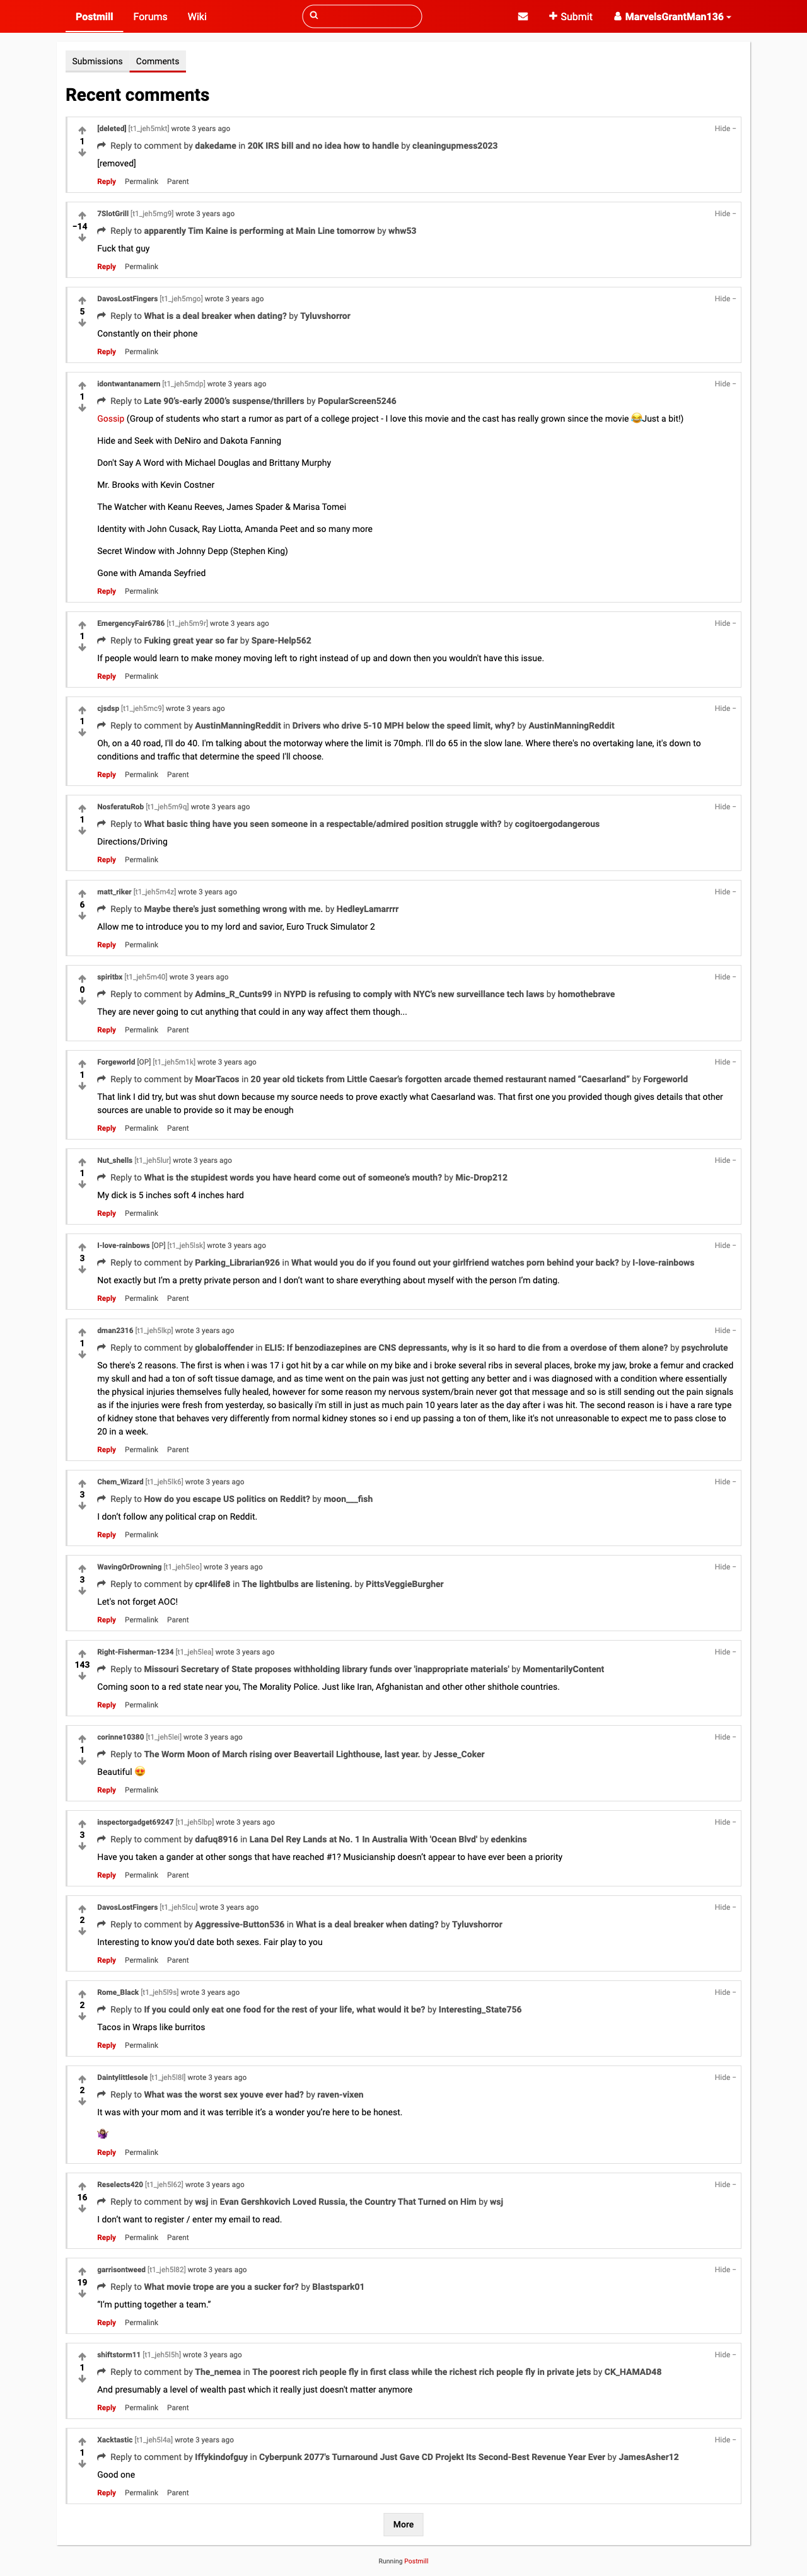 Postmill Forums Wiki Submit MarvelsGrantMan136
Submissions Comments
Recent comments
[deleted] [t1_jeh5mkt] wrote 3 years ago Hide –
1
Reply to comment by dakedame in 20K IRS bill and no idea how to handle by cleaningupmess2023
[removed]
Reply Permalink Parent
7SlotGrill [t1_jeh5mg9] wrote 3 years ago Hide –
−14
Reply to apparently Tim Kaine is performing at Main Line tomorrow by whw53
Fuck that guy
Reply Permalink
DavosLostFingers [t1_jeh5mgo] wrote 3 years ago Hide –
5
Reply to What is a deal breaker when dating? by Tyluvshorror
Constantly on their phone
Reply Permalink
idontwantanamern [t1_jeh5mdp] wrote 3 years ago Hide –
1
Reply to Late 90’s-early 2000’s suspense/thrillers by PopularScreen5246
Gossip (Group of students who start a rumor as part of a college project - I love this movie and the cast has really grown since the movie 😂Just a bit!)
Hide and Seek with DeNiro and Dakota Fanning
Don't Say A Word with Michael Douglas and Brittany Murphy
Mr. Brooks with Kevin Costner
The Watcher with Keanu Reeves, James Spader & Marisa Tomei
Identity with John Cusack, Ray Liotta, Amanda Peet and so many more
Secret Window with Johnny Depp (Stephen King)
Gone with Amanda Seyfried
Reply Permalink
EmergencyFair6786 [t1_jeh5m9r] wrote 3 years ago Hide –
1
Reply to Fuking great year so far by Spare-Help562
If people would learn to make money moving left to right instead of up and down then you wouldn't have this issue.
Reply Permalink
cjsdsp [t1_jeh5mc9] wrote 3 years ago Hide –
1
Reply to comment by AustinManningReddit in Drivers who drive 5-10 MPH below the speed limit, why? by AustinManningReddit
Oh, on a 40 road, I'll do 40. I'm talking about the motorway where the limit is 70mph. I'll do 65 in the slow lane. Where there's no overtaking lane, it's down to
conditions and traffic that determine the speed I'll choose.
Reply Permalink Parent
NosferatuRob [t1_jeh5m9q] wrote 3 years ago Hide –
1
Reply to What basic thing have you seen someone in a respectable/admired position struggle with? by cogitoergodangerous
Directions/Driving
Reply Permalink
matt_riker [t1_jeh5m4z] wrote 3 years ago Hide –
6
Reply to Maybe there’s just something wrong with me. by HedleyLamarrrr
Allow me to introduce you to my lord and savior, Euro Truck Simulator 2
Reply Permalink
spiritbx [t1_jeh5m40] wrote 3 years ago Hide –
0
Reply to comment by Admins_R_Cunts99 in NYPD is refusing to comply with NYC’s new surveillance tech laws by homothebrave
They are never going to cut anything that could in any way affect them though...
Reply Permalink Parent
Forgeworld [OP] [t1_jeh5m1k] wrote 3 years ago Hide –
1
Reply to comment by MoarTacos in 20 year old tickets from Little Caesar’s forgotten arcade themed restaurant named “Caesarland” by Forgeworld
That link I did try, but was shut down because my source needs to prove exactly what Caesarland was. That first one you provided though gives details that other
sources are unable to provide so it may be enough
Reply Permalink Parent
Nut_shells [t1_jeh5lur] wrote 3 years ago Hide –
1
Reply to What is the stupidest words you have heard come out of someone's mouth? by Mic-Drop212
My dick is 5 inches soft 4 inches hard
Reply Permalink
I-love-rainbows [OP] [t1_jeh5lsk] wrote 3 years ago Hide –
3
Reply to comment by Parking_Librarian926 in What would you do if you found out your girlfriend watches porn behind your back? by I-love-rainbows
Not exactly but I’m a pretty private person and I don’t want to share everything about myself with the person I’m dating.
Reply Permalink Parent
dman2316 [t1_jeh5lkp] wrote 3 years ago Hide –
1
Reply to comment by globaloffender in ELI5: If benzodiazepines are CNS depressants, why is it so hard to die from a overdose of them alone? by psychrolute
So there's 2 reasons. The first is when i was 17 i got hit by a car while on my bike and i broke several ribs in several places, broke my jaw, broke a femur and cracked
my skull and had a ton of soft tissue damage, and as time went on the pain was just not getting any better and i was diagnosed with a condition where essentially
the physical injuries themselves fully healed, however for some reason my nervous system/brain never got that message and so is still sending out the pain signals
as if the injuries were fresh from yesterday, so basically i'm still in just as much pain 10 years later as the day after i was hit. The second reason is i have a rare type
of kidney stone that behaves very differently from normal kidney stones so i end up passing a ton of them, like it's not unreasonable to expect me to pass close to
20 in a week.
Reply Permalink Parent
Chem_Wizard [t1_jeh5lk6] wrote 3 years ago Hide –
3
Reply to How do you escape US politics on Reddit? by moon___fish
I don’t follow any political crap on Reddit.
Reply Permalink
WavingOrDrowning [t1_jeh5leo] wrote 3 years ago Hide –
3
Reply to comment by cpr4life8 in The lightbulbs are listening. by PittsVeggieBurgher
Let's not forget AOC!
Reply Permalink Parent
Right-Fisherman-1234 [t1_jeh5lea] wrote 3 years ago Hide –
143
Reply to Missouri Secretary of State proposes withholding library funds over 'inappropriate materials' by MomentarilyContent
Coming soon to a red state near you, The Morality Police. Just like Iran, Afghanistan and other other shithole countries.
Reply Permalink
corinne10380 [t1_jeh5lei] wrote 3 years ago Hide –
1
Reply to The Worm Moon of March rising over Beavertail Lighthouse, last year. by Jesse_Coker
Beautiful 😍
Reply Permalink
inspectorgadget69247 [t1_jeh5lbp] wrote 3 years ago Hide –
3
Reply to comment by dafuq8916 in Lana Del Rey Lands at No. 1 In Australia With 'Ocean Blvd' by edenkins
Have you taken a gander at other songs that have reached #1? Musicianship doesn’t appear to have ever been a priority
Reply Permalink Parent
DavosLostFingers [t1_jeh5lcu] wrote 3 years ago Hide –
2
Reply to comment by Aggressive-Button536 in What is a deal breaker when dating? by Tyluvshorror
Interesting to know you'd date both sexes. Fair play to you
Reply Permalink Parent
Rome_Black [t1_jeh5l9s] wrote 3 years ago Hide –
2
Reply to If you could only eat one food for the rest of your life, what would it be? by Interesting_State756
Tacos in Wraps like burritos
Reply Permalink
Daintylittlesole [t1_jeh5l8l] wrote 3 years ago Hide –
2
Reply to What was the worst sex youve ever had? by raven-vixen
It was with your mom and it was terrible it’s a wonder you’re here to be honest.
🤷🏾‍♀️
Reply Permalink
Reselects420 [t1_jeh5l62] wrote 3 years ago Hide –
16
Reply to comment by wsj in Evan Gershkovich Loved Russia, the Country That Turned on Him by wsj
I don’t want to register / enter my email to read.
Reply Permalink Parent
garrisontweed [t1_jeh5l82] wrote 3 years ago Hide –
19
Reply to What movie trope are you a sucker for? by Blastspark01
“I’m putting together a team.”
Reply Permalink
shiftstorm11 [t1_jeh5l5h] wrote 3 years ago Hide –
1
Reply to comment by The_nemea in The poorest rich people fly in first class while the richest rich people fly in private jets by CK_HAMAD48
And presumably a level of wealth past which it really just doesn't matter anymore
Reply Permalink Parent
Xacktastic [t1_jeh5l4a] wrote 3 years ago Hide –
1
Reply to comment by Iffykindofguy in Cyberpunk 2077's Turnaround Just Gave CD Projekt Its Second-Best Revenue Year Ever by JamesAsher12
Good one
Reply Permalink Parent
More
Running Postmill